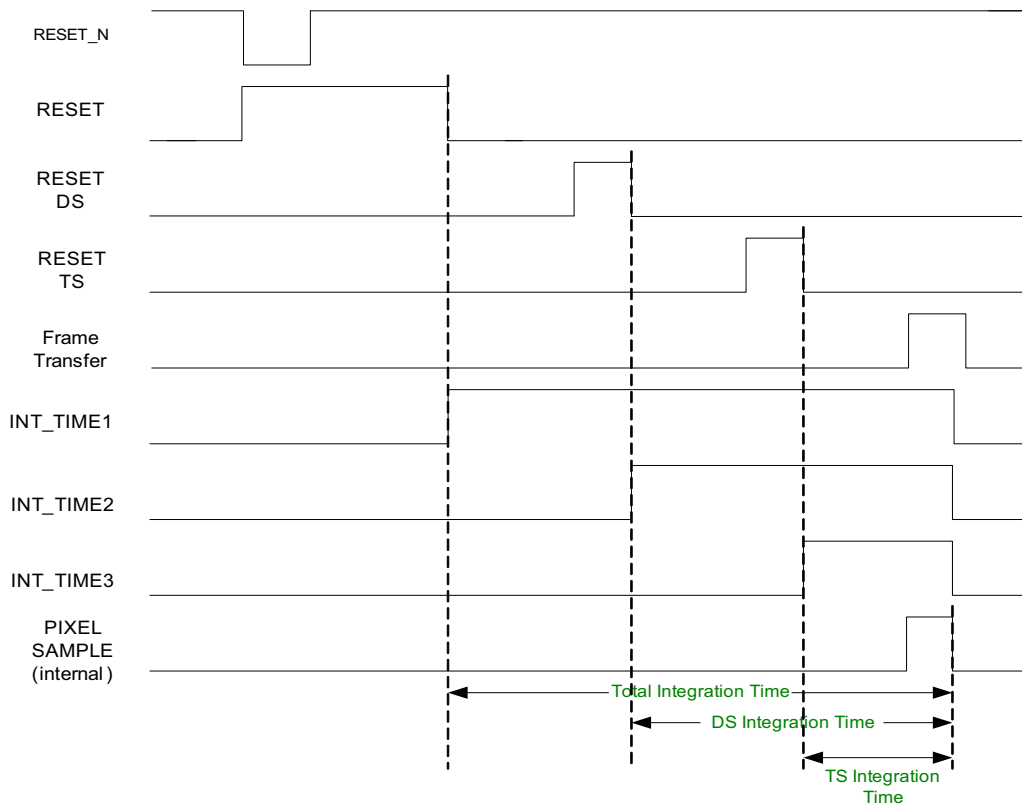 RESET_N
RESET
RESET
DS
RESET
TS
Frame
Transfer
INT_TIME1
INT_TIME2
INT_TIME3
PIXEL
SAMPLE
(internal)
Total Integration Time
DS Integration Time
TS Integration
Time